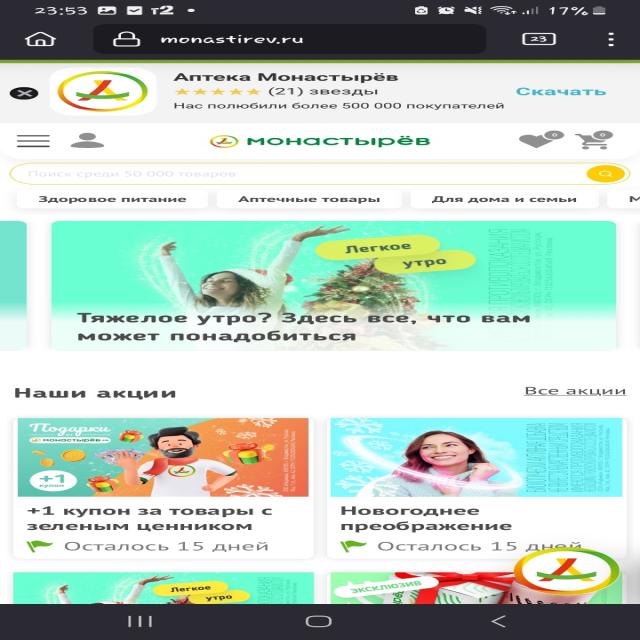 23:53 т2 17%
monastirev.ru 23
Аптека Монастырёв
(21) звезды
Нас полюбили более 500 000 покупателей
Скачать
монастырёв 0 0
Поиск среди 50 000 товаров
Здоровое питание Аптечные товары Для дома и семьи
Легкое
утро
Тяжелое утро? Здесь все, что вам
может понадобиться
Наши акции Все акции
Подарки
монастырёв
+1
купон
+1 купон за товары с
зеленым ценником
Осталось 15 дней
Новогоднее
преображение
Осталось 15 дней
Легкое
утро
эксклюзив